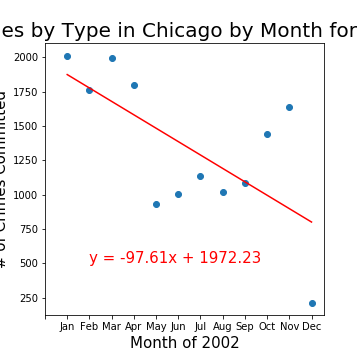 es by Type in Chicago by Month for
# of Crimes Committed
2000
1750
1500
1250
1000
750
500
250
y = -97.61x + 1972.23
Jan Feb Mar Apr May Jun Jul Aug Sep Oct Nov Dec
Month of 2002